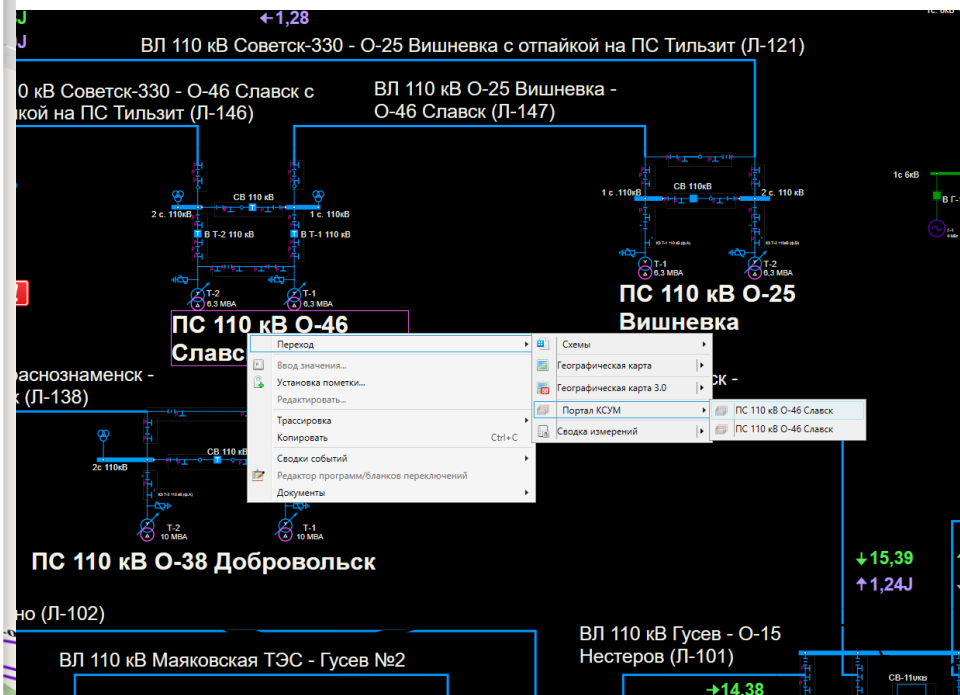 J
←1,28
J
ВЛ 110 кВ Советск-330 - О-25 Вишневка с отпайкой на ПС Тильзит (Л-121)
0 кВ Советск-330 - О-46 Славск с
кой на ПС Тильзит (Л-146)
ВЛ 110 кВ О-25 Вишневка -
О-46 Славск (Л-147)
1с 6кВ
СВ 110 кВ
2 с. 110кВ
1 с. 110кВ
В Т-2 110 кВ
В Т-1 110 кВ
СВ 110кВ
1 с .110кВ
2 с. 110 кВ
В Г-
Т-2
6,3 МВА
Т-1
6,3 МВА
Т-1
6,3 МВА
Т-2
6,3 МВА
ПС 110 кВ О-46
Славс
ПС 110 кВ О-25
Вишневка
Переход
Ввод значения...
Установка пометки...
Редактировать...
Трассировка
Копировать Ctrl+C
Сводки событий
Редактор программ/бланков переключений
Документы
Схемы
Географическая карта
Географическая карта 3.0
Портал КСУМ
Сводка измерений
ПС 110 кВ О-46 Славск
ПС 110 кВ О-46 Славск
ск -
раснознаменск -
к (Л-138)
СВ 110 кВ
2с 110кВ
Т-2
10 МВА
Т-1
10 МВА
ПС 110 кВ О-38 Добровольск
↓15,39
↑1,24J
но (Л-102)
ВЛ 110 кВ Маяковская ТЭС - Гусев №2
ВЛ 110 кВ Гусев - О-15
Нестеров (Л-101)
СВ-110кВ
→14,38